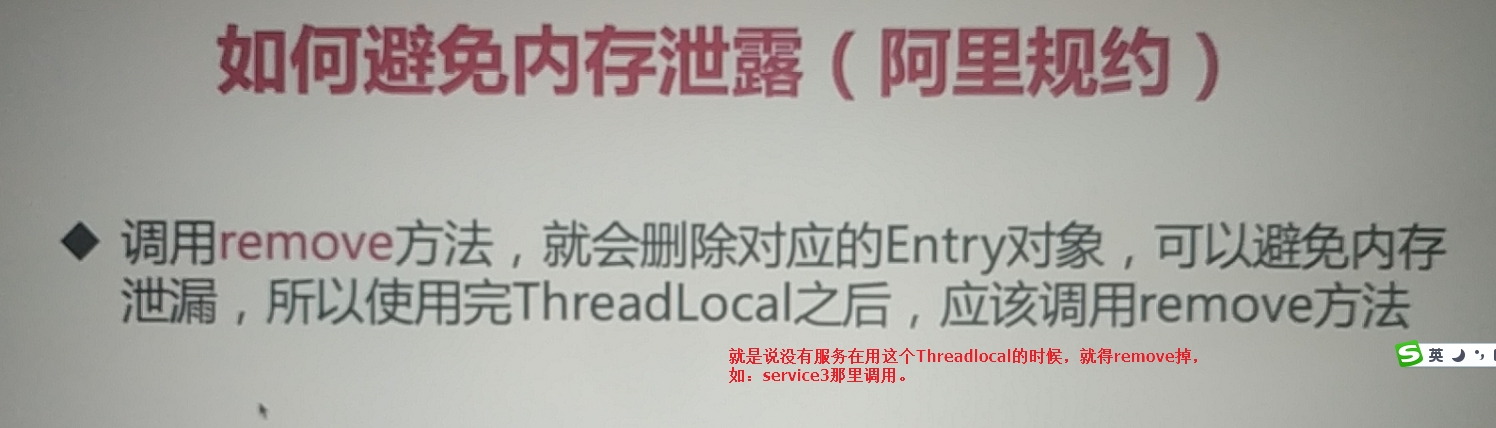 如何避免内存泄露（阿里规约）
◆ 调用remove方法，就会删除对应的Entry对象，可以避免内存
泄漏，所以使用完ThreadLocal之后，应该调用remove方法
就是说没有服务在用这个Threadlocal的时候，就得remove掉，
如：service3那里调用。
英